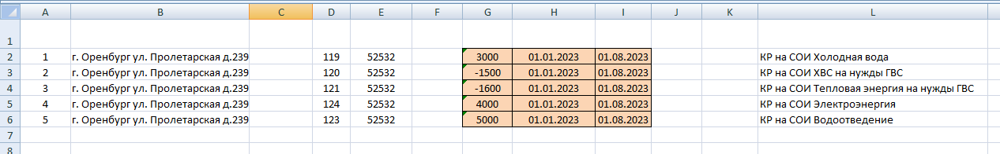 A B C D E F G H I J K L
1
2 1 г. Оренбург ул. Пролетарская д.239 119 52532 3000 01.01.2023 01.08.2023 КР на СОИ Холодная вода
3 2 г. Оренбург ул. Пролетарская д.239 120 52532 -1500 01.01.2023 01.08.2023 КР на СОИ ХВС на нужды ГВС
4 3 г. Оренбург ул. Пролетарская д.239 121 52532 -1600 01.01.2023 01.08.2023 КР на СОИ Тепловая энергия на нужды ГВС
5 4 г. Оренбург ул. Пролетарская д.239 124 52532 4000 01.01.2023 01.08.2023 КР на СОИ Электроэнергия
6 5 г. Оренбург ул. Пролетарская д.239 123 52532 5000 01.01.2023 01.08.2023 КР на СОИ Водоотведение
7
8